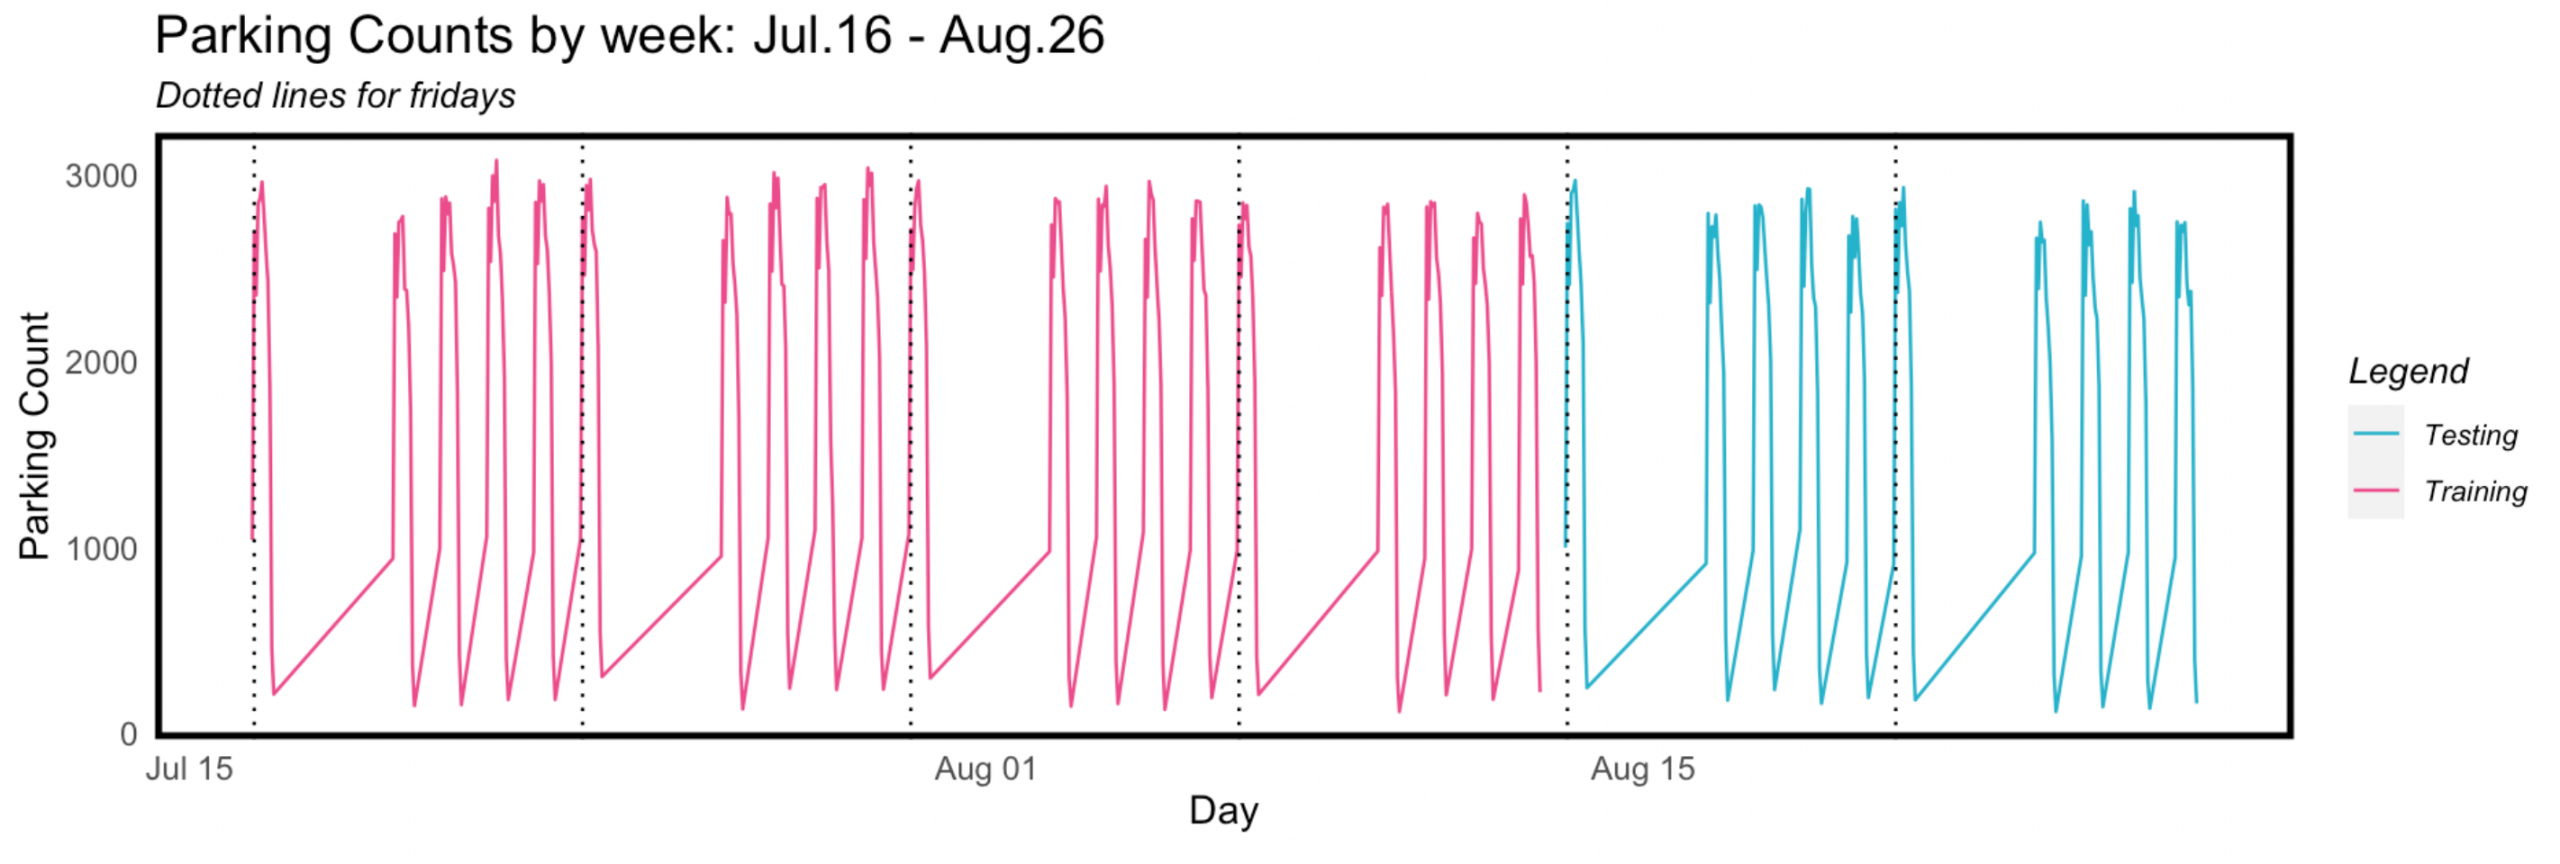 Parking Counts by week: Jul.16 - Aug.26
Dotted lines for fridays
Parking Count
3000
2000
1000
0
Jul 15
Aug 01
Aug 15
Day
Legend
Testing
Training